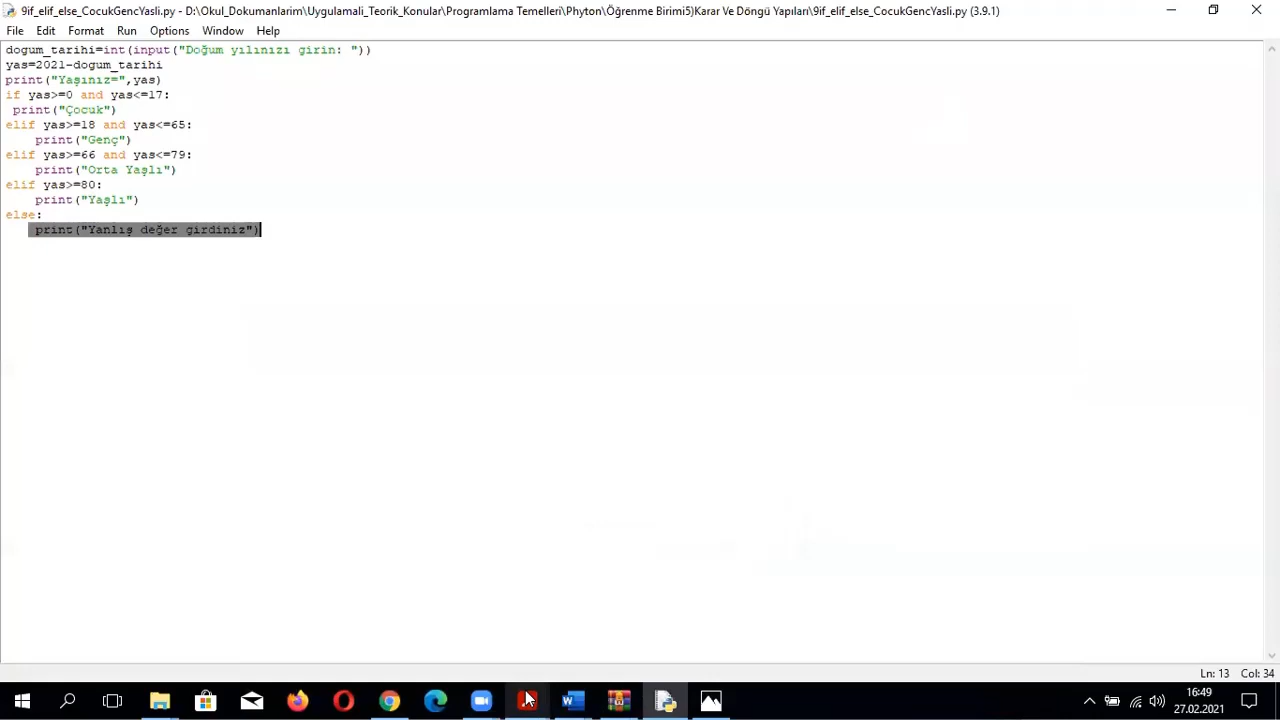 9if_elif_else_CocukGencYasli.py - D:\Okul_Dokumanlarim\Uygulamali_Teorik_Konular\Programlama Temelleri\Phyton\Öğrenme Birimi5)Karar Ve Döngü Yapıları\9if_elif_else_CocukGencYasli.py (3.9.1)
File Edit Format Run Options Window Help
dogum_tarihi=int(input("Doğum yılınızı girin: "))
yas=2021-dogum_tarihi
print("Yaşınız=",yas)
if yas>=0 and yas<=17:
 print("Çocuk")
elif yas>=18 and yas<=65:
    print("Genç")
elif yas>=66 and yas<=79:
    print("Orta Yaşlı")
elif yas>=80:
    print("Yaşlı")
else:
    print("Yanlış değer girdiniz")
Ln: 13 Col: 34
16:49
27.02.2021